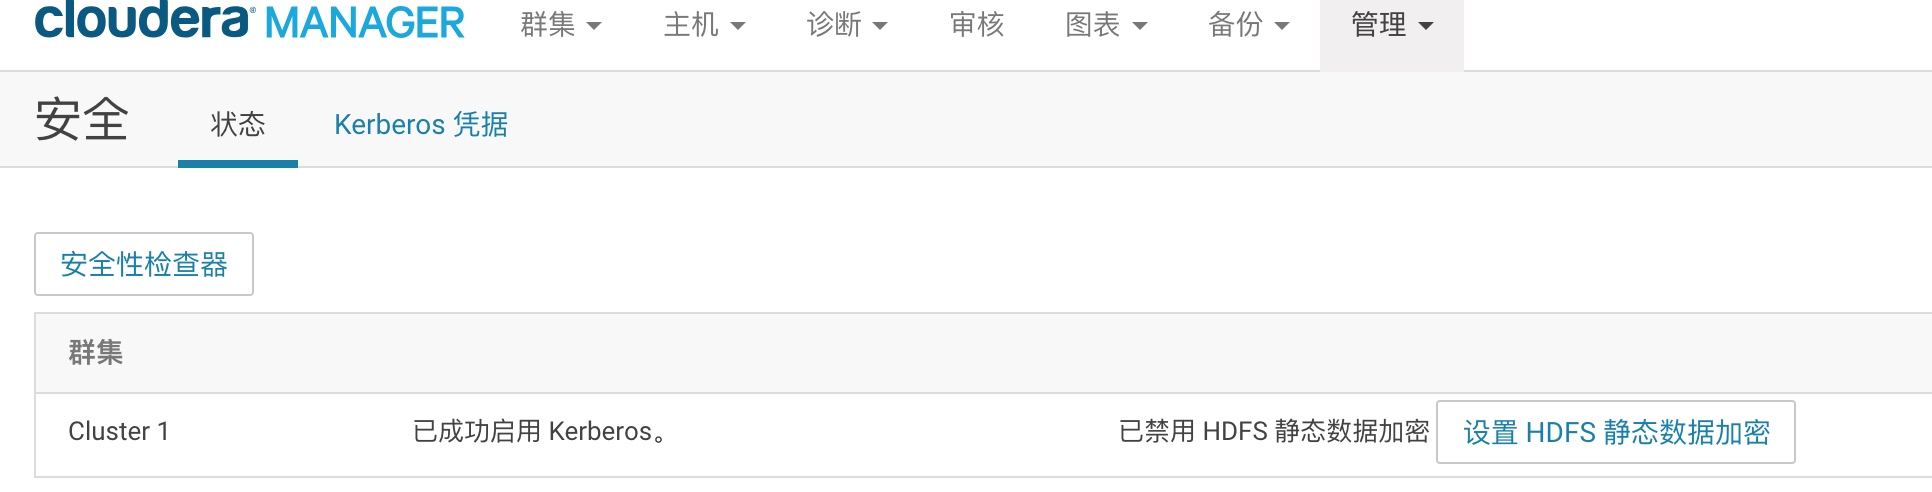 cloudera® MANAGER 群集 主机 诊断 审核 图表 备份 管理
安全 状态 Kerberos 凭据
安全性检查器
群集
Cluster 1 已成功启用 Kerberos。 已禁用 HDFS 静态数据加密 设置 HDFS 静态数据加密